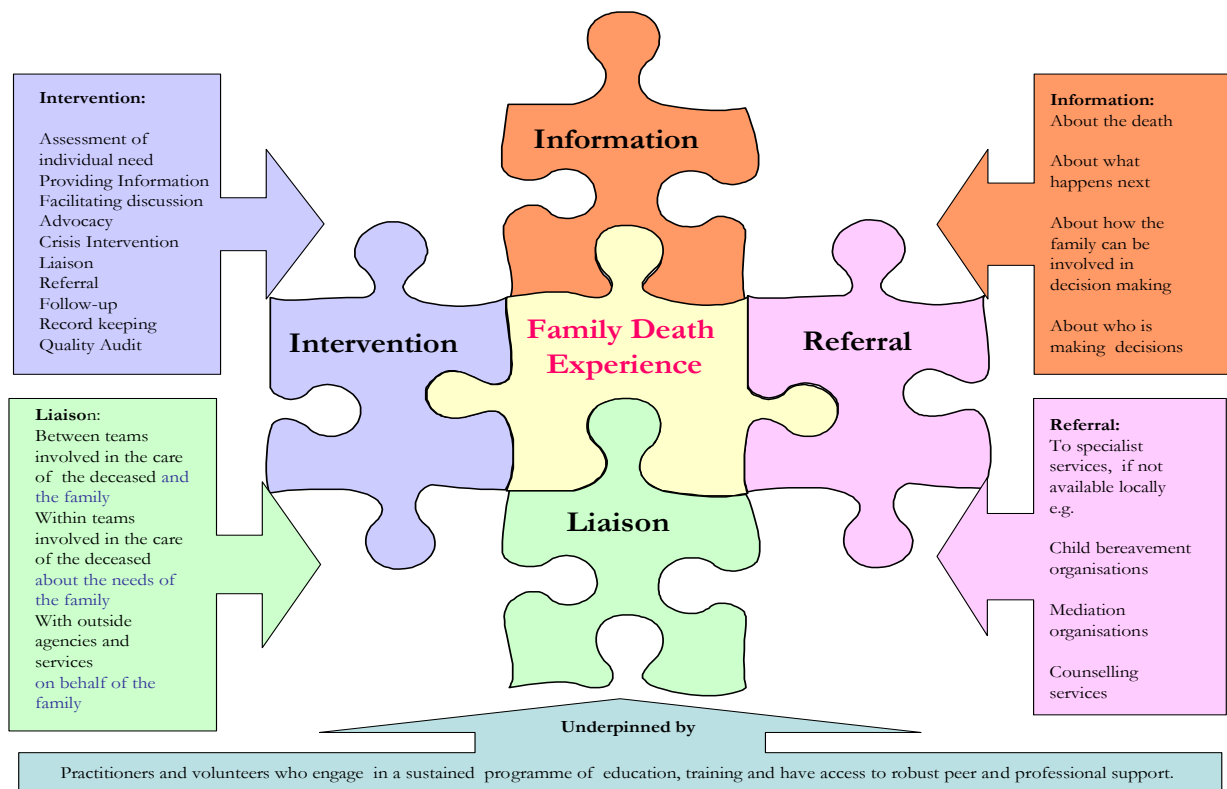 Intervention:
Assessment of
individual need
Providing Information
Facilitating discussion
Advocacy
Crisis Intervention
Liaison
Referral
Follow-up
Record keeping
Quality Audit
Liaison:
Between teams
involved in the care
of the deceased and
the family
Within teams
involved in the care
of the deceased
about the needs of
the family
With outside
agencies and
services
on behalf of the
family
Information
Intervention
Family Death
Experience
Referral
Liaison
Information:
About the death
About what
happens next
About how the
family can be
involved in
decision making
About who is
making decisions
Referral:
To specialist
services, if not
available locally
e.g.
Child bereavement
organisations
Mediation
organisations
Counselling
services
Underpinned by
Practitioners and volunteers who engage in a sustained programme of education, training and have access to robust peer and professional support.